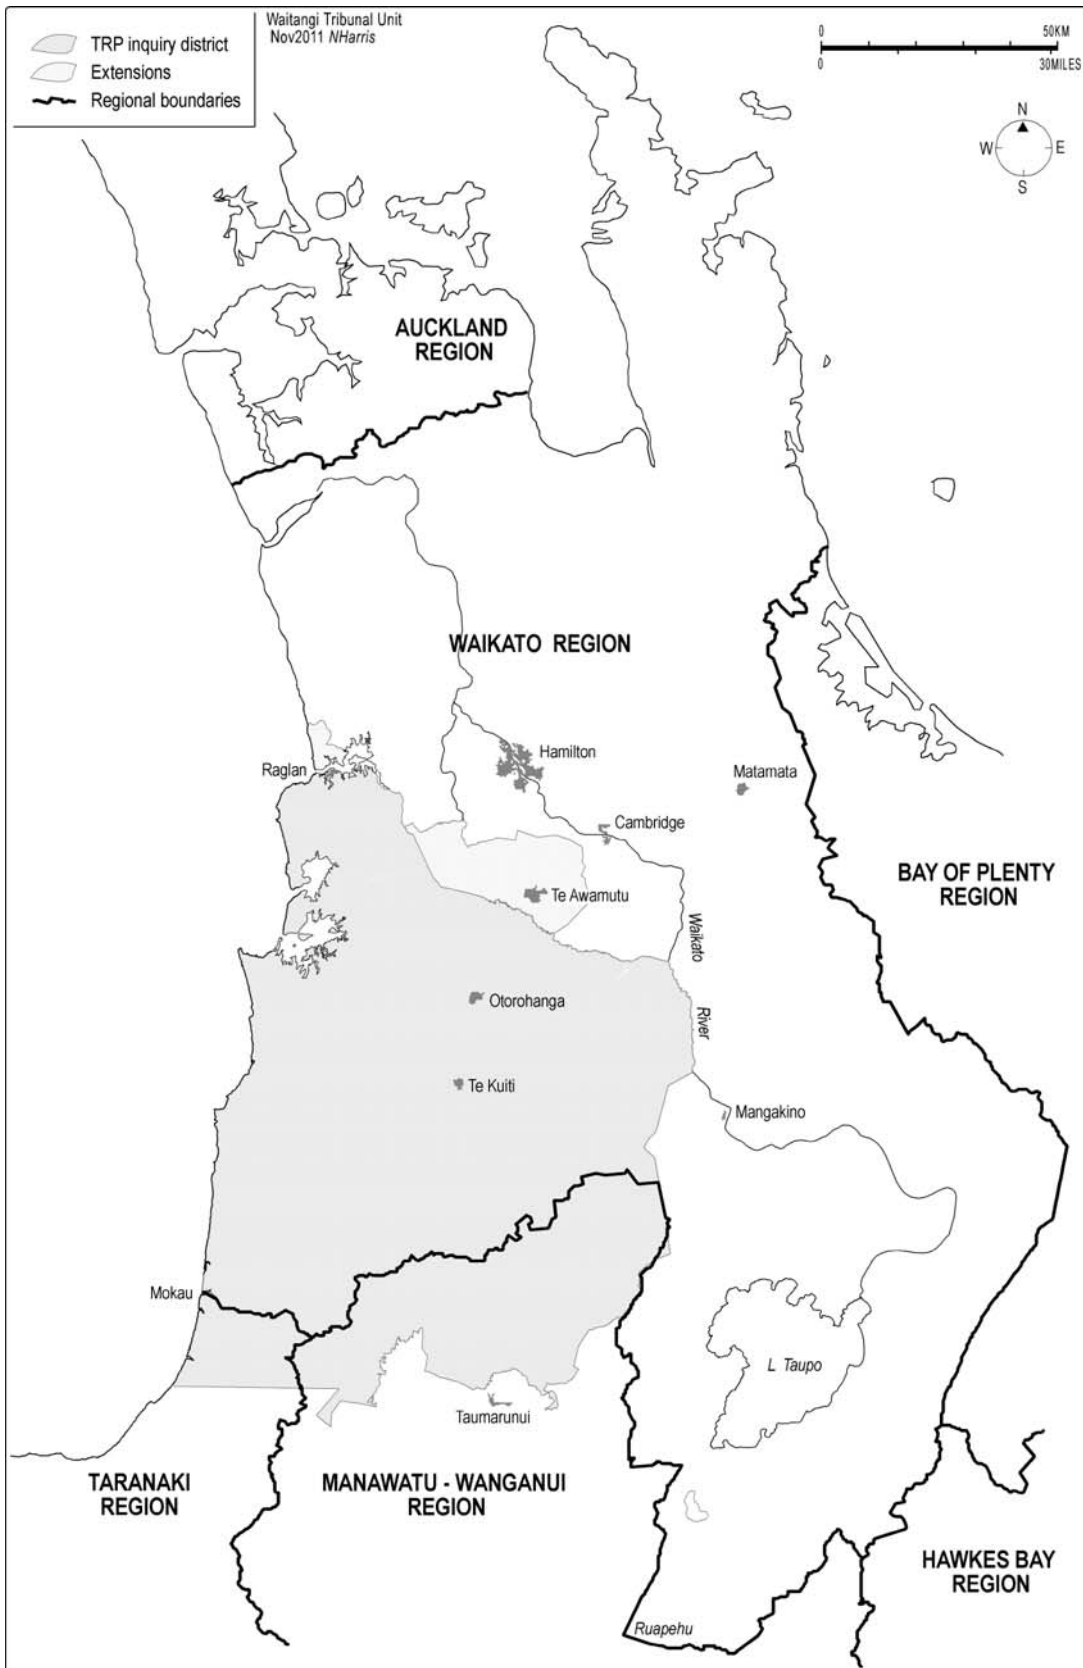 Waitangi Tribunal Unit
Nov2011 NHarris
TRP inquiry district
Extensions
Regional boundaries
0 50KM
0 30MILES
N
W E
S
AUCKLAND
REGION
WAIKATO REGION
Raglan
Hamilton
Matamata
Cambridge
BAY OF PLENTY
REGION
Te Awamutu
Waikato
River
Otorohanga
Te Kuiti
Mangakino
Mokau
L Taupo
Taumarunui
TARANAKI
REGION
MANAWATU - WANGANUI
REGION
HAWKES BAY
REGION
Ruapehu